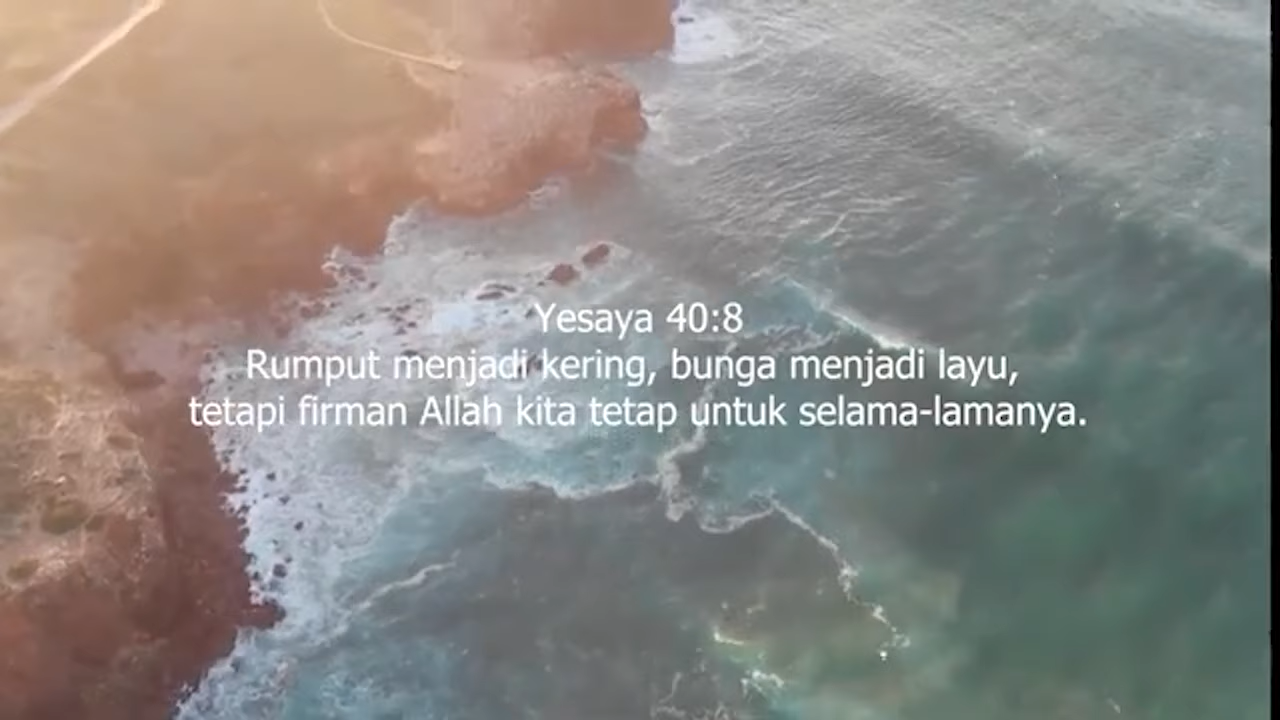 Yesaya 40:8
Rumput menjadi kering, bunga menjadi layu,
tetapi firman Allah kita tetap untuk selama-lamanya.